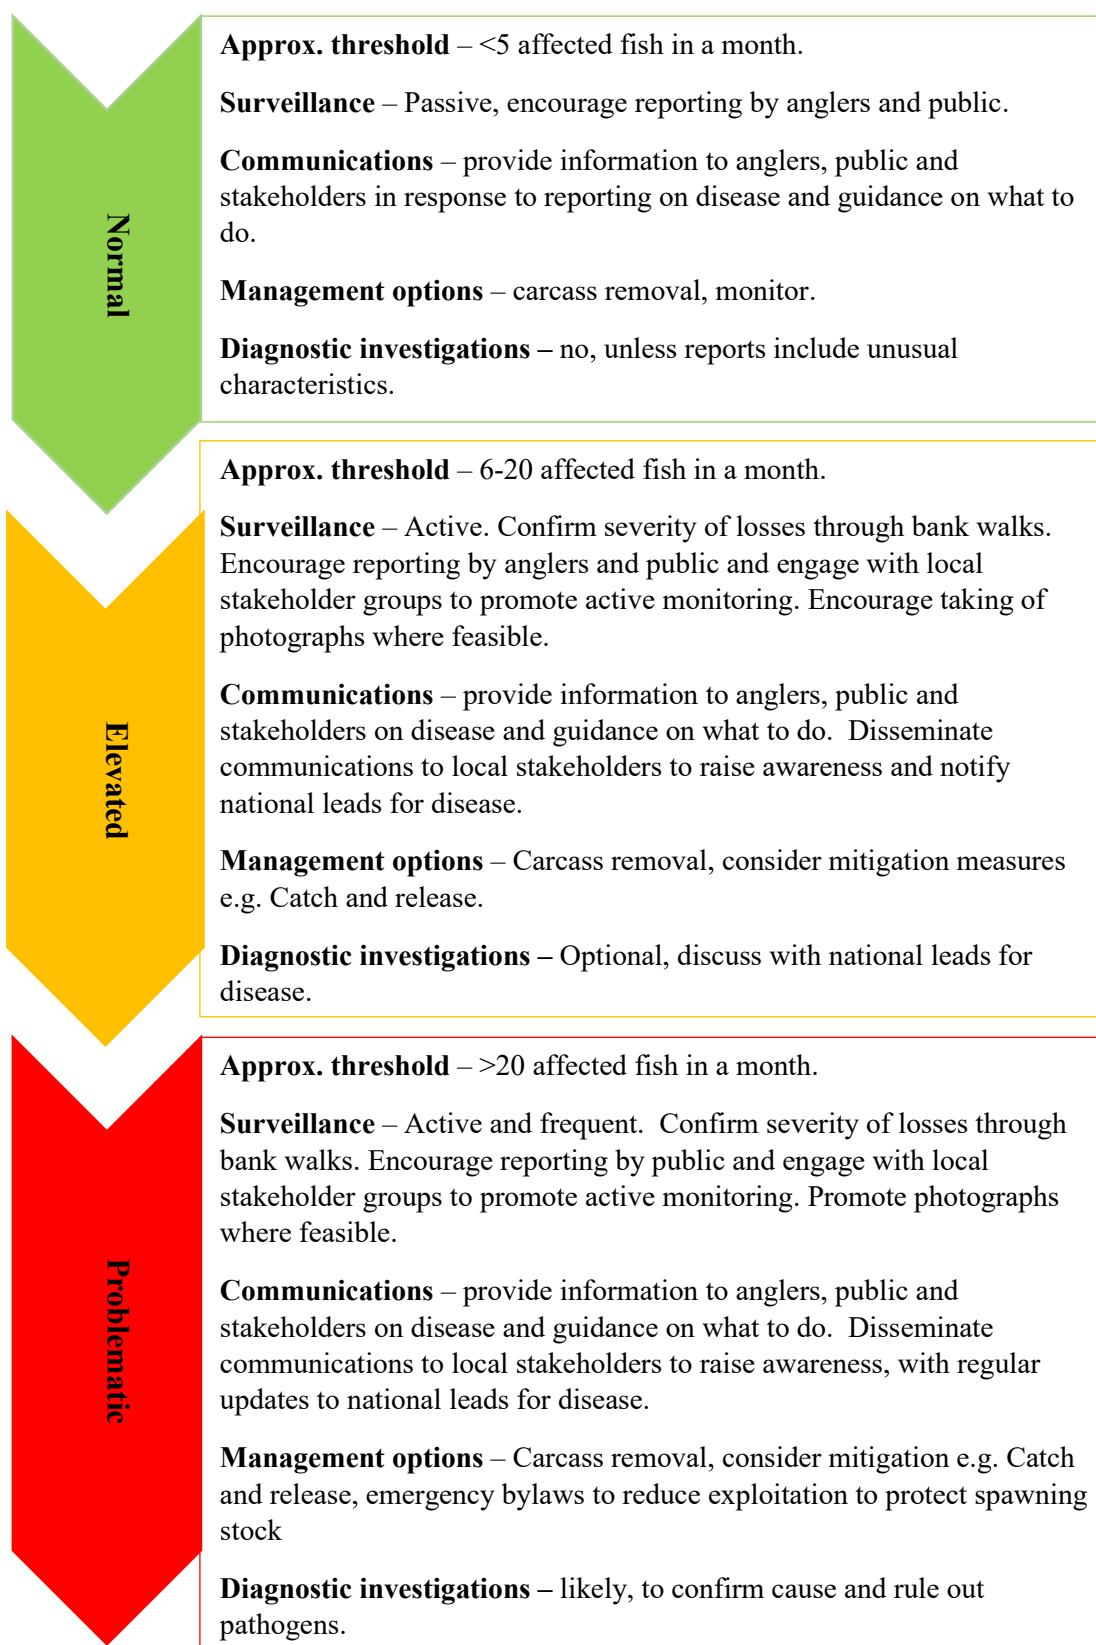 Normal
Approx. threshold – <5 affected fish in a month.
Surveillance – Passive, encourage reporting by anglers and public.
Communications – provide information to anglers, public and
stakeholders in response to reporting on disease and guidance on what to
do.
Management options – carcass removal, monitor.
Diagnostic investigations – no, unless reports include unusual
characteristics.
Elevated
Approx. threshold – 6-20 affected fish in a month.
Surveillance – Active. Confirm severity of losses through bank walks.
Encourage reporting by anglers and public and engage with local
stakeholder groups to promote active monitoring. Encourage taking of
photographs where feasible.
Communications – provide information to anglers, public and
stakeholders on disease and guidance on what to do.  Disseminate
communications to local stakeholders to raise awareness and notify
national leads for disease.
Management options – Carcass removal, consider mitigation measures
e.g. Catch and release.
Diagnostic investigations – Optional, discuss with national leads for
disease.
Problematic
Approx. threshold – >20 affected fish in a month.
Surveillance – Active and frequent.  Confirm severity of losses through
bank walks. Encourage reporting by public and engage with local
stakeholder groups to promote active monitoring. Promote photographs
where feasible.
Communications – provide information to anglers, public and
stakeholders on disease and guidance on what to do.  Disseminate
communications to local stakeholders to raise awareness, with regular
updates to national leads for disease.
Management options – Carcass removal, consider mitigation e.g. Catch
and release, emergency bylaws to reduce exploitation to protect spawning
stock
Diagnostic investigations – likely, to confirm cause and rule out
pathogens.